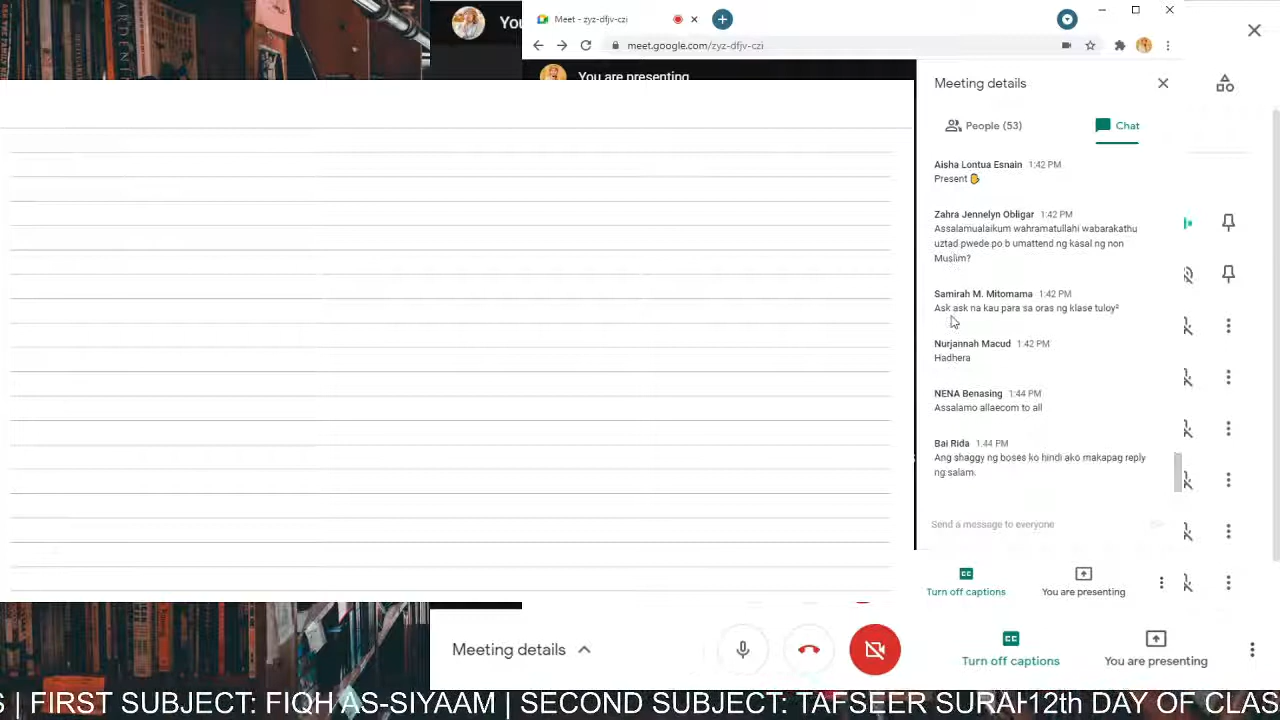 You
Meet - zyz-dfjv-czi
meet.google.com/zyz-dfjv-czi
You are presenting
Meeting details
People (53)
Chat
Aisha Lontua Esnain 1:42 PM
Present
Zahra Jennelyn Obligar 1:42 PM
Assalamualaikum wahramatullahi wabarakathu
uztad pwede po b umattend ng kasal ng non
Muslim?
Samirah M. Mitomama 1:42 PM
Ask ask na kau para sa oras ng klase tuloy²
Nurjannah Macud 1:42 PM
Hadhera
NENA Benasing 1:44 PM
Assalamo allaecom to all
Bai Rida 1:44 PM
Ang shaggy ng boses ko hindi ako makapag reply
ng salam.
Send a message to everyone
CC
Turn off captions
You are presenting
Meeting details
CC
Turn off captions
You are presenting
S | FIRST SUBJECT: FIQH AS-SIYAAM | SECOND SUBJECT: TAFSEER SURAH 12th DAY OF CLAS